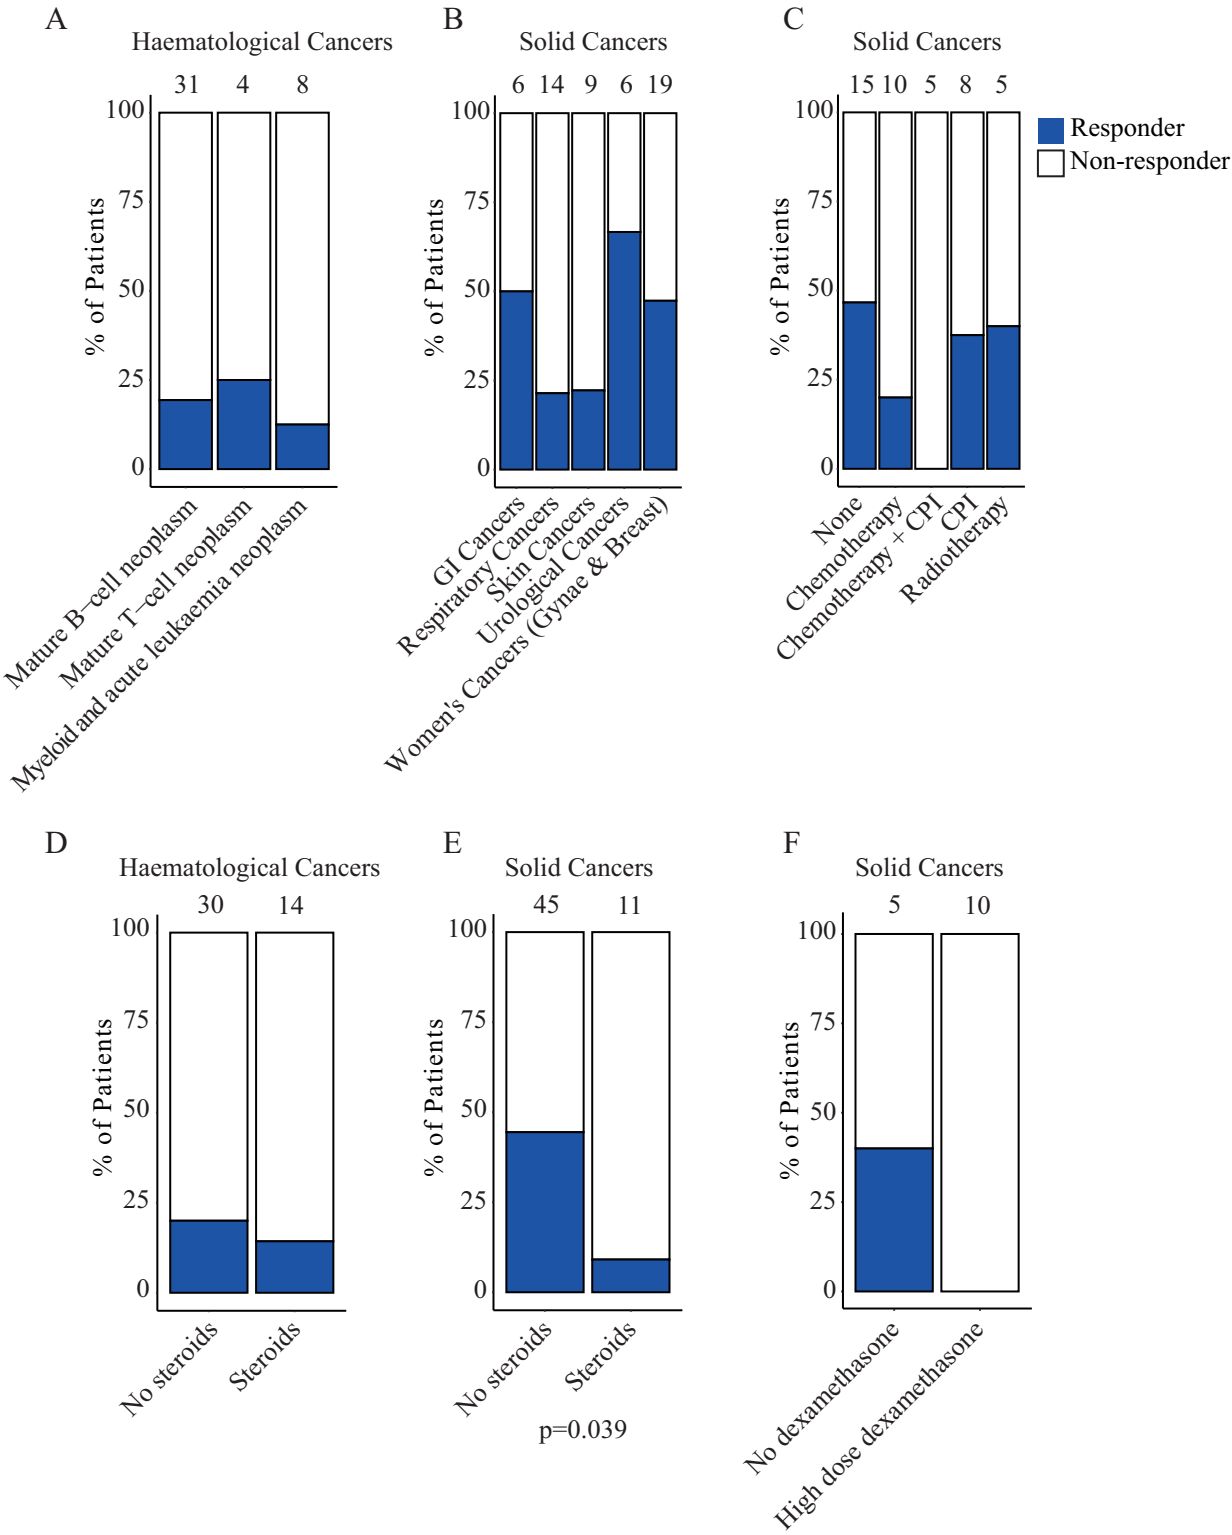 A
Haematological Cancers
31 4 8
100
75
50
25
0
% of Patients
Mature B–cell neoplasm
Mature T–cell neoplasm
Myeloid and acute leukaemia neoplasm
B
Solid Cancers
6 14 9 6 19
100
75
50
25
0
% of Patients
GI Cancers
Respiratory Cancers
Skin Cancers
Urological Cancers
Women's Cancers (Gynae & Breast)
C
Solid Cancers
15 10 5 8 5
100
75
50
25
0
% of Patients
None
Chemotherapy
Chemotherapy + CPI
CPI
Radiotherapy
Responder
Non-responder
D
Haematological Cancers
30 14
100
75
50
25
0
% of Patients
No steroids
Steroids
E
Solid Cancers
45 11
100
75
50
25
0
% of Patients
No steroids
Steroids
p=0.039
F
Solid Cancers
5 10
100
75
50
25
0
% of Patients
No dexamethasone
High dose dexamethasone